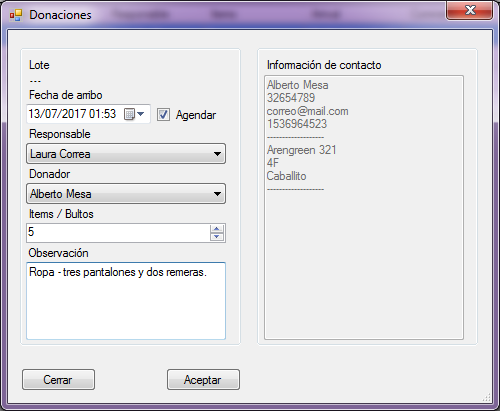 Donaciones
Lote
---
Fecha de arribo
13/07/2017 01:53
Agendar
Responsable
Laura Correa
Donador
Alberto Mesa
Items / Bultos
5
Observación
Ropa - tres pantalones y dos remeras.
Cerrar
Aceptar
Información de contacto
Alberto Mesa
32654789
correo@mail.com
1536964523
--------------------
Arengreen 321
4F
Caballito
--------------------